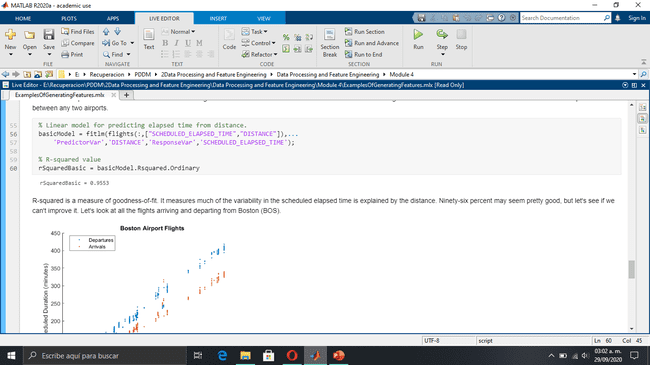 MATLAB R2020a - academic use
HOME PLOTS APPS LIVE EDITOR INSERT VIEW
Search Documentation
Sign In
New Open Save
Find Files
Compare
Print
Go To
Find
Text
Normal
B I U M
Code
Task
Control
Refactor
Section Break
Run Section
Run and Advance
Run to End
Run Step Stop
FILE NAVIGATE TEXT CODE SECTION RUN
E: Recuperacion PDDM 2Data Processing and Feature Engineering Data Processing and Feature Engineering Module 4
Live Editor - E:\Recuperacion\PDDM\2Data Processing and Feature Engineering\Data Processing and Feature Engineering\Module 4\ExamplesOfGeneratingFeatures.mlx [Read Only]
ExamplesOfGeneratingFeatures.mlx
between any two airports.
55 % Linear model for predicting elapsed time from distance.
56 basicModel = fitlm(flights(:,["SCHEDULED_ELAPSED_TIME","DISTANCE"]),...
57 'PredictorVar','DISTANCE','ResponseVar','SCHEDULED_ELAPSED_TIME');
59 % R-squared value
60 rSquaredBasic = basicModel.Rsquared.Ordinary
rSquaredBasic = 0.9553
R-squared is a measure of goodness-of-fit. It measures much of the variability in the scheduled elapsed time is explained by the distance. Ninety-six percent may seem pretty good, but let's see if we
can't improve it. Let's look at all the flights arriving and departing from Boston (BOS).
Boston Airport Flights
Departures
Arrivals
450
400
350
300
250
200
eduled Duration (minutes)
UTF-8 script Ln 60 Col 45
Escribe aquí para buscar
03:02 a. m.
29/09/2020